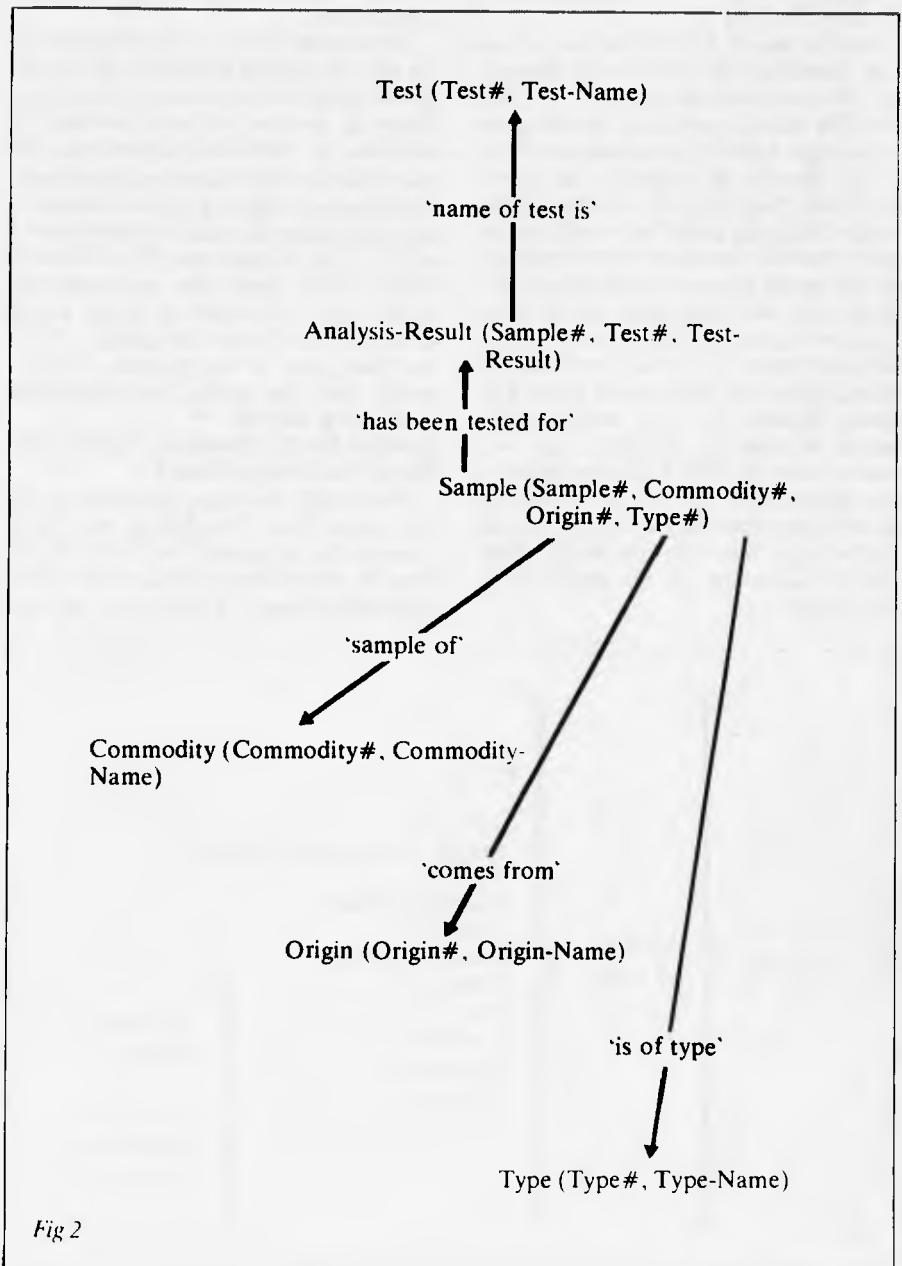 Test (Test#, Test-Name)
`name of test is`
Analysis-Result (Sample#, Test#, Test-
Result)
`has been tested for`
Sample (Sample#, Commodity#,
Origin#, Type#)
`sample of`
Commodity (Commodity#, Commodity-
Name)
`comes from`
Origin (Origin#, Origin-Name)
`is of type`
Type (Type#, Type-Name)
Fig 2